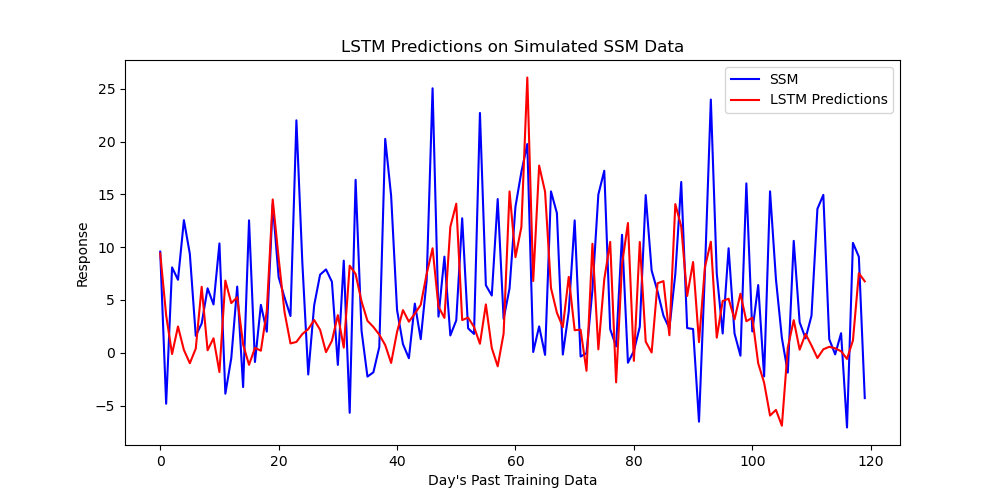 LSTM Predictions on Simulated SSM Data
SSM
LSTM Predictions
Response
25
20
15
10
5
0
−5
0 20 40 60 80 100 120
Day's Past Training Data